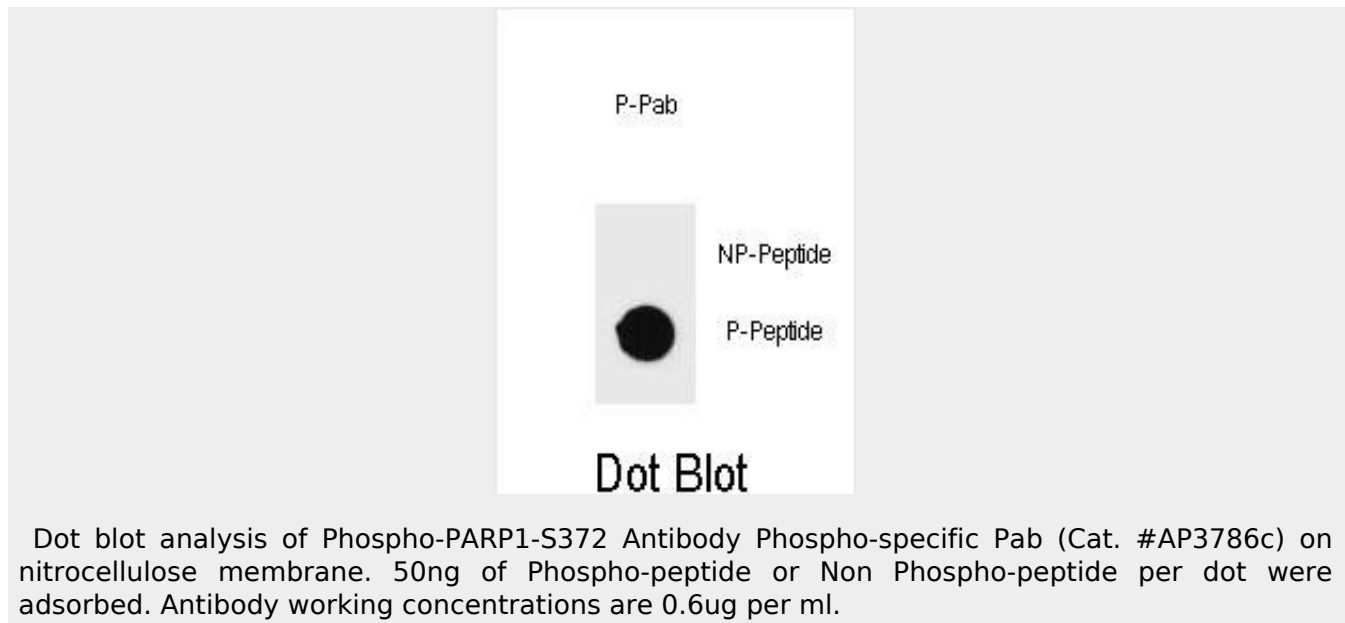 P-Pab
NP-Peptide
P-Peptide
Dot Blot
Dot blot analysis of Phospho-PARP1-S372 Antibody Phospho-specific Pab (Cat. #AP3786c) on
nitrocellulose membrane. 50ng of Phospho-peptide or Non Phospho-peptide per dot were
adsorbed. Antibody working concentrations are 0.6ug per ml.